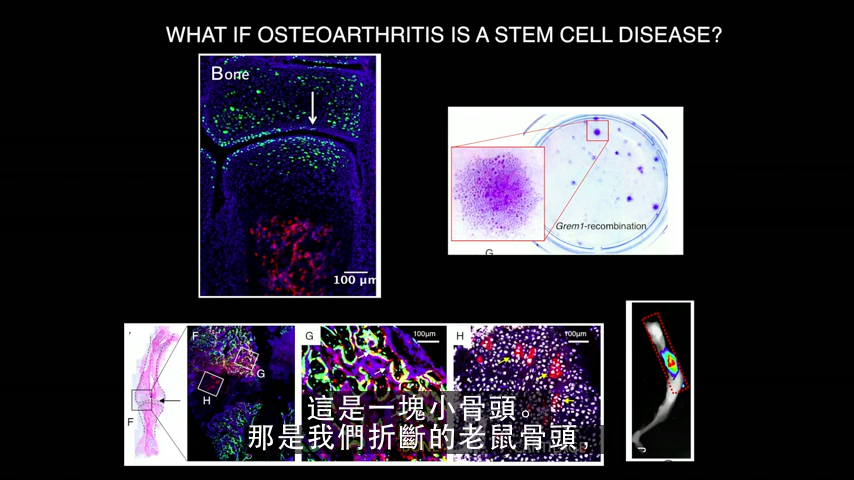 WHAT IF OSTEOARTHRITIS IS A STEM CELL DISEASE?
Bone
100 µm
Grem1-recombination
G
F
G
100µm
H
100µm
G
H
F
這是一塊小骨頭。
那是我們折斷的老鼠骨頭,